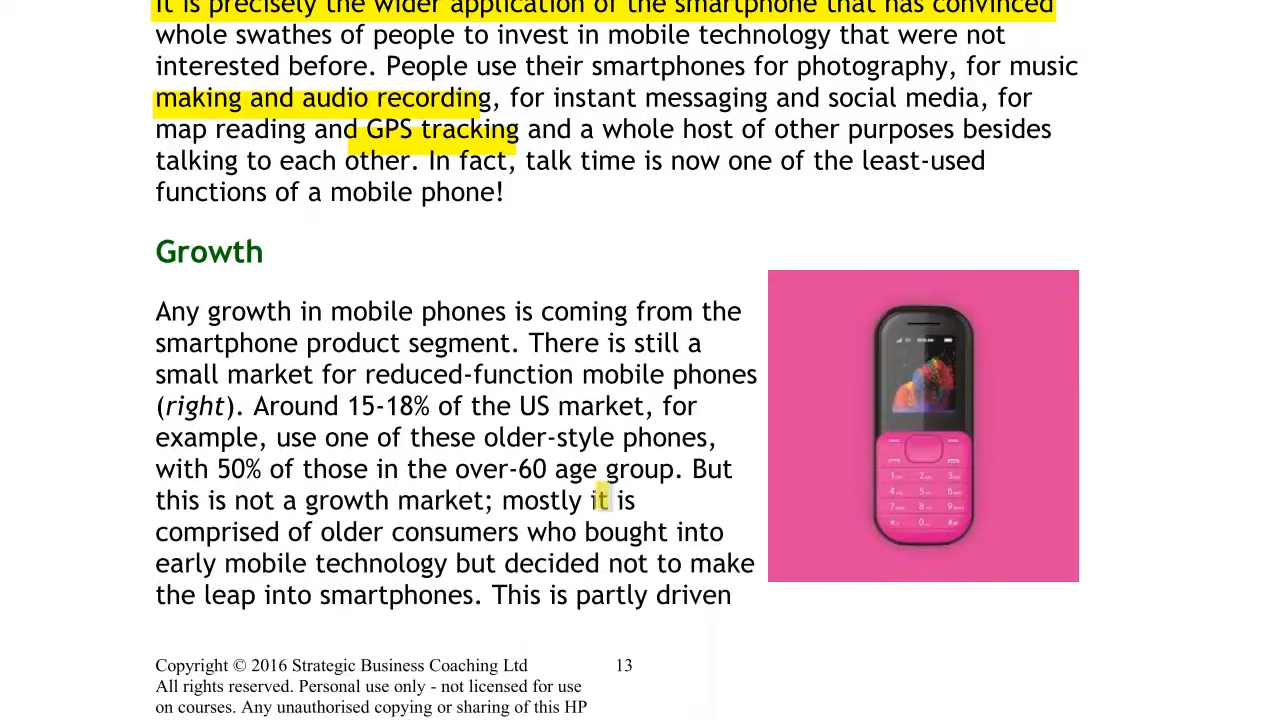 It is precisely the wider application of the smartphone that has convinced
whole swathes of people to invest in mobile technology that were not
interested before. People use their smartphones for photography, for music
making and audio recording, for instant messaging and social media, for
map reading and GPS tracking and a whole host of other purposes besides
talking to each other. In fact, talk time is now one of the least-used
functions of a mobile phone!
Growth
Any growth in mobile phones is coming from the
smartphone product segment. There is still a
small market for reduced-function mobile phones
(right). Around 15-18% of the US market, for
example, use one of these older-style phones,
with 50% of those in the over-60 age group. But
this is not a growth market; mostly it is
comprised of older consumers who bought into
early mobile technology but decided not to make
the leap into smartphones. This is partly driven
Copyright © 2016 Strategic Business Coaching Ltd 13
All rights reserved. Personal use only - not licensed for use
on courses. Any unauthorised copying or sharing of this HP